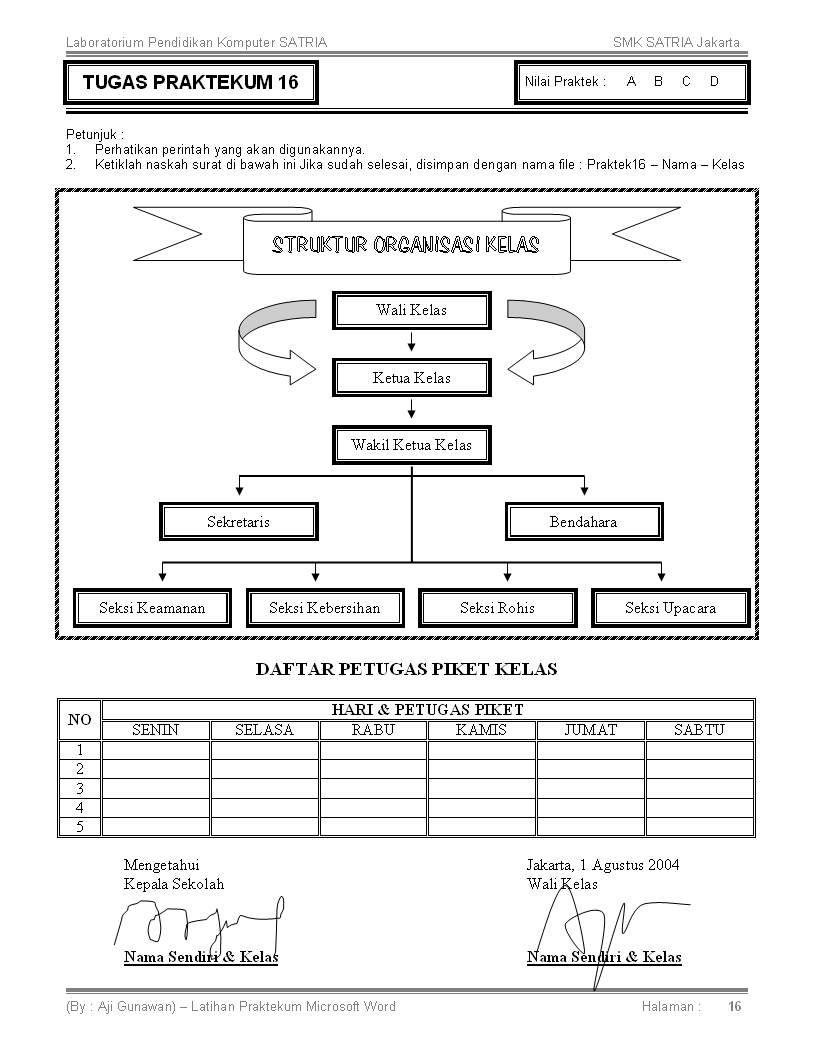 Laboratorium Pendidikan Komputer SATRIA SMK SATRIA Jakarta
TUGAS PRAKTEKUM 16
Nilai Praktek : A B C D
Petunjuk :
1. Perhatikan perintah yang akan digunakannya.
2. Ketiklah naskah surat di bawah ini Jika sudah selesai, disimpan dengan nama file : Praktek16 – Nama – Kelas
STRUKTUR ORGANISASI KELAS
Wali Kelas
Ketua Kelas
Wakil Ketua Kelas
Sekretaris Bendahara
Seksi Keamanan Seksi Kebersihan Seksi Rohis Seksi Upacara
DAFTAR PETUGAS PIKET KELAS
NO HARI & PETUGAS PIKET
SENIN SELASA RABU KAMIS JUMAT SABTU
1
2
3
4
5
Mengetahui Jakarta, 1 Agustus 2004
Kepala Sekolah Wali Kelas
Nama Sendiri & Kelas Nama Sendiri & Kelas
(By : Aji Gunawan) – Latihan Praktekum Microsoft Word Halaman : 16